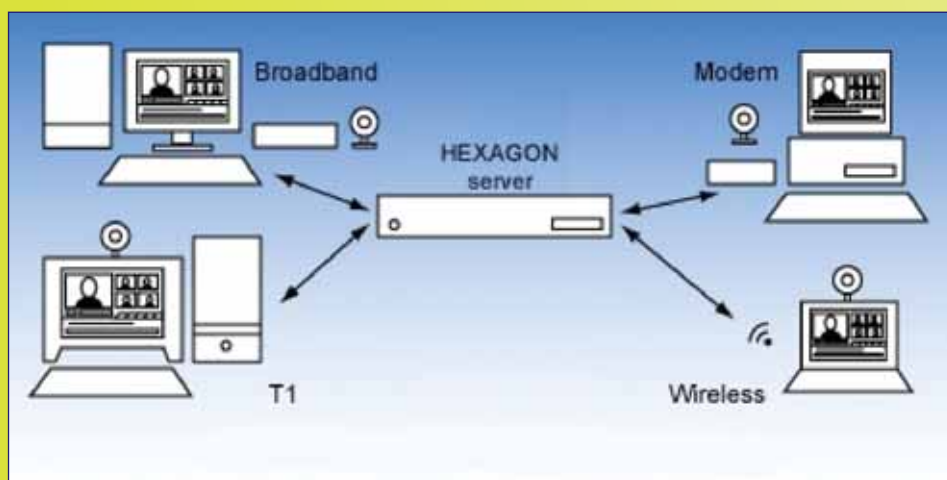 Broadband
Modem
HEXAGON
server
T1
Wireless